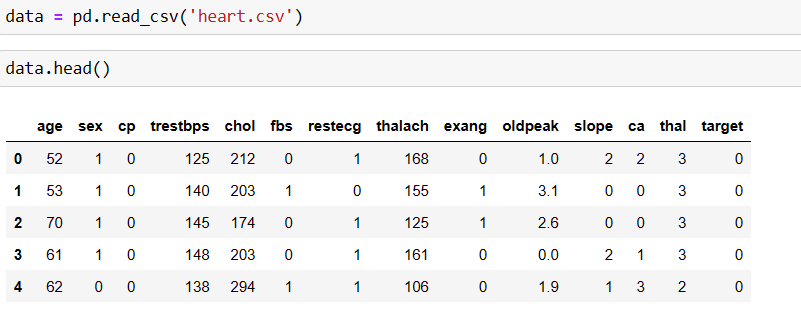 data = pd.read_csv('heart.csv')
data.head()
age sex cp trestbps chol fbs restecg thalach exang oldpeak slope ca thal target
0 52 1 0 125 212 0 1 168 0 1.0 2 2 3 0
1 53 1 0 140 203 1 0 155 1 3.1 0 0 3 0
2 70 1 0 145 174 0 1 125 1 2.6 0 0 3 0
3 61 1 0 148 203 0 1 161 0 0.0 2 1 3 0
4 62 0 0 138 294 1 1 106 0 1.9 1 3 2 0